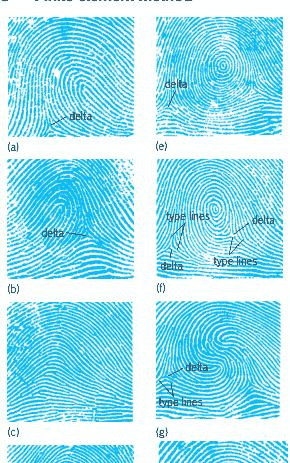 delta
(a)
delta
(e)
delta
(b)
type lines
delta
delta
type lines
(f)
(c)
delta
type lines
(g)